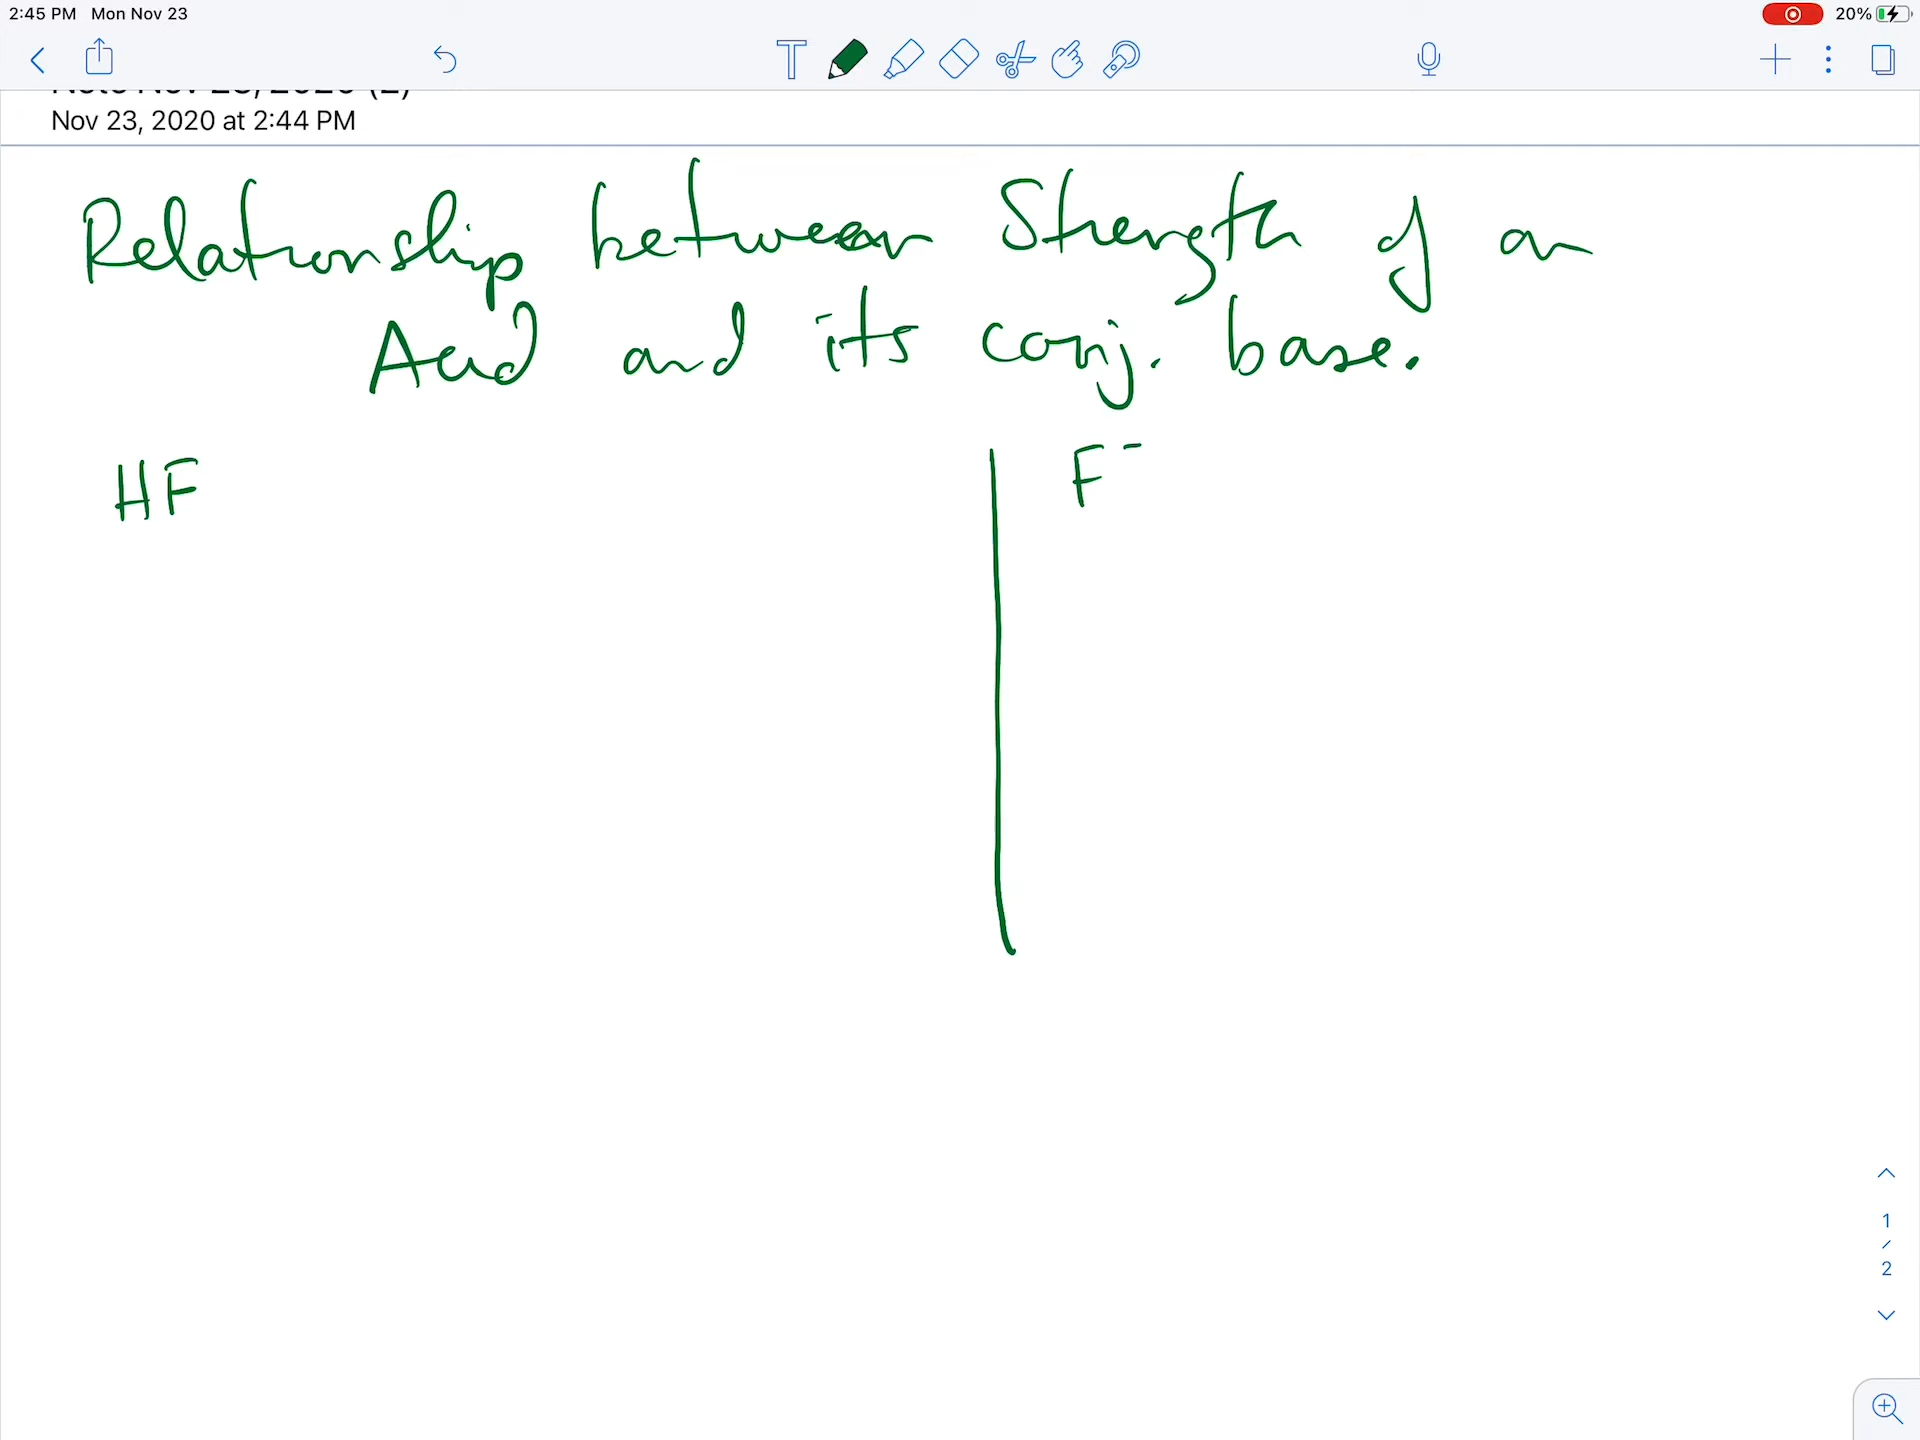 2:45 PM Mon Nov 23
20%
Nov 23, 2020 at 2:44 PM
Relationship between Strength of an
Acid and its conj. base.
HF
F⁻
1
/
2